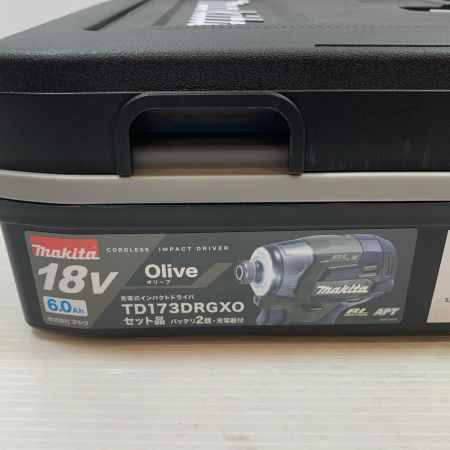 makita
makita
CORDLESS IMPACT DRIVER
18V
6.0Ah
株式会社マキタ
Olive
オリーブ
充電式インパクトドライバ
TD173DRGXO
セット品 バッテリ2個・充電器付
BL
makita
BL
APT